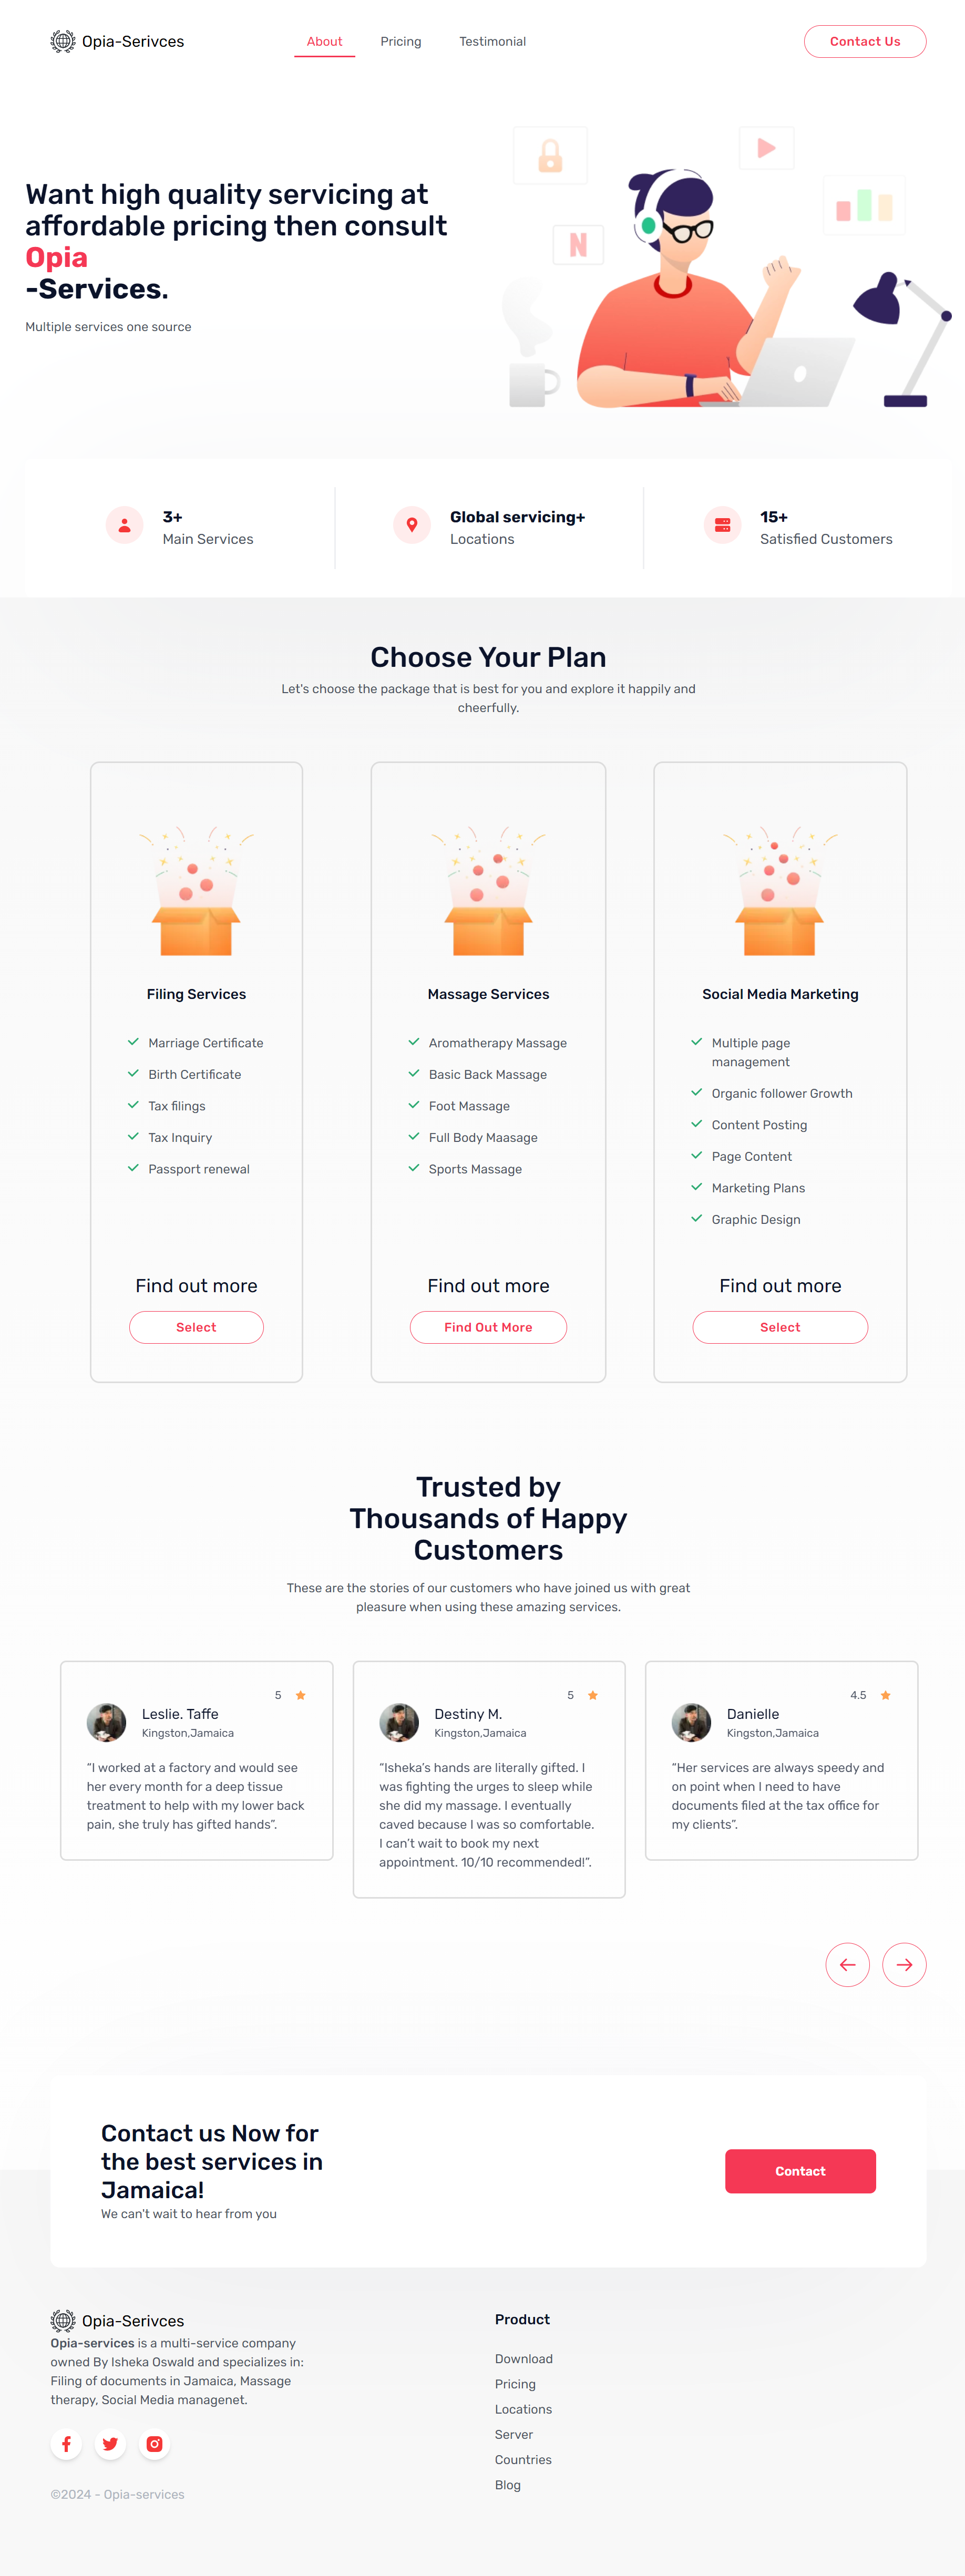 Opia-Serivces
About
Pricing
Testimonial
Contact Us
Want high quality servicing at
affordable pricing then consult
Opia
-Services.
Multiple services one source
N
3+
Main Services
Global servicing+
Locations
15+
Satisfied Customers
Choose Your Plan
Let's choose the package that is best for you and explore it happily and
cheerfully.
Filing Services
Marriage Certificate
Birth Certificate
Tax filings
Tax Inquiry
Passport renewal
Find out more
Select
Massage Services
Aromatherapy Massage
Basic Back Massage
Foot Massage
Full Body Maasage
Sports Massage
Find out more
Find Out More
Social Media Marketing
Multiple page
management
Organic follower Growth
Content Posting
Page Content
Marketing Plans
Graphic Design
Find out more
Select
Trusted by
Thousands of Happy
Customers
These are the stories of our customers who have joined us with great
pleasure when using these amazing services.
5
Leslie. Taffe
Kingston,Jamaica
“I worked at a factory and would see
her every month for a deep tissue
treatment to help with my lower back
pain, she truly has gifted hands”.
5
Destiny M.
Kingston,Jamaica
“Isheka’s hands are literally gifted. I
was fighting the urges to sleep while
she did my massage. I eventually
caved because I was so comfortable.
I can’t wait to book my next
appointment. 10/10 recommended!”.
4.5
Danielle
Kingston,Jamaica
“Her services are always speedy and
on point when I need to have
documents filed at the tax office for
my clients”.
Contact us Now for
the best services in
Jamaica!
We can't wait to hear from you
Contact
Opia-Serivces
Opia-services is a multi-service company
owned By Isheka Oswald and specializes in:
Filing of documents in Jamaica, Massage
therapy, Social Media managenet.
©2024 - Opia-services
Product
Download
Pricing
Locations
Server
Countries
Blog